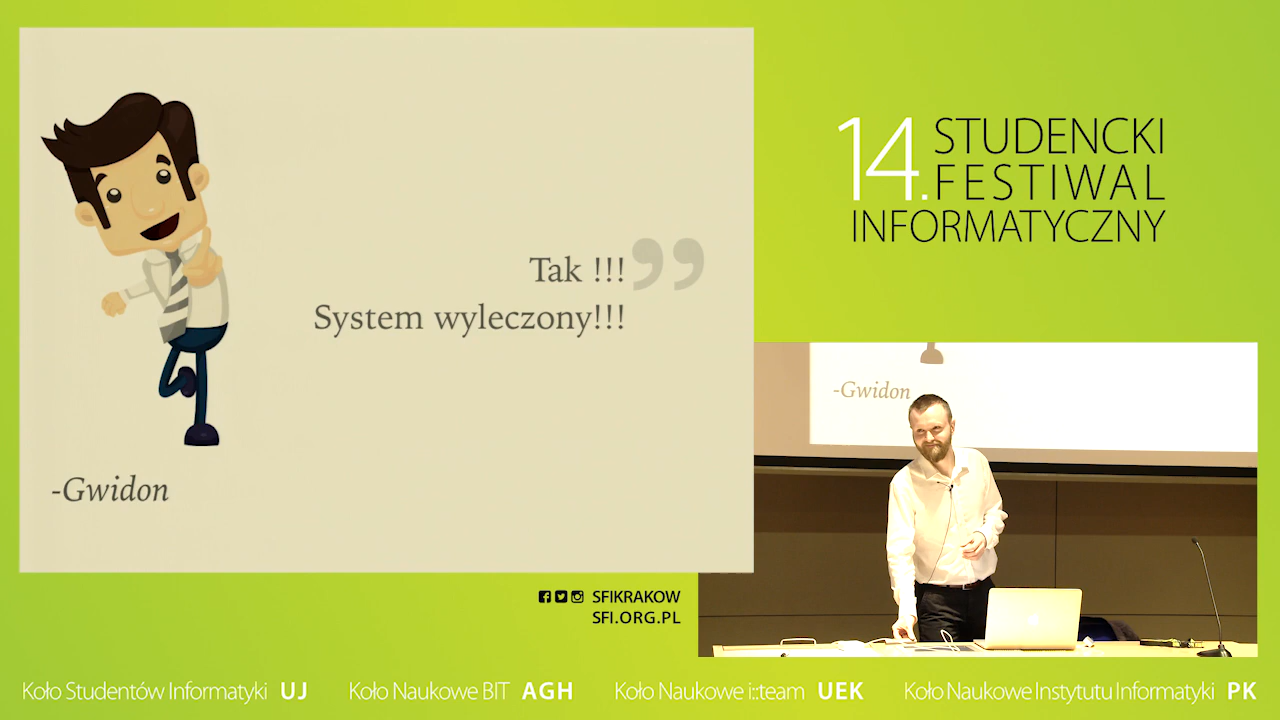 Tak !!! ”
System wyleczony!!!
-Gwidon
14. STUDENCKI
FESTIWAL
INFORMATYCZNY
-Gwidon
SFIKRAKOW
SFI.ORG.PL
Koło Studentów Informatyki UJ
Koło Naukowe BIT AGH
Koło Naukowe i::team UEK
Koło Naukowe Instytutu Informatyki PK